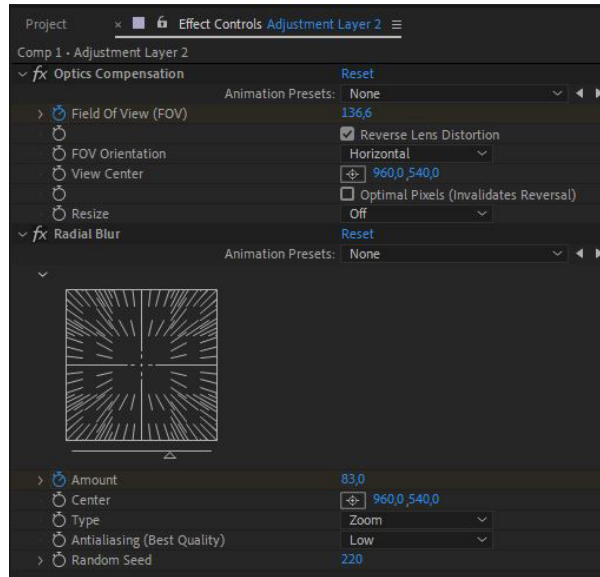 Project × Effect Controls Adjustment Layer 2 ☰
Comp 1 • Adjustment Layer 2
fx Optics Compensation Reset
Animation Presets: None
Field Of View (FOV) 136,6
Reverse Lens Distortion
FOV Orientation Horizontal
View Center 960,0 ,540,0
Optimal Pixels (Invalidates Reversal)
Resize Off
fx Radial Blur Reset
Animation Presets: None
Amount 83,0
Center 960,0 ,540,0
Type Zoom
Antialiasing (Best Quality) Low
Random Seed 220